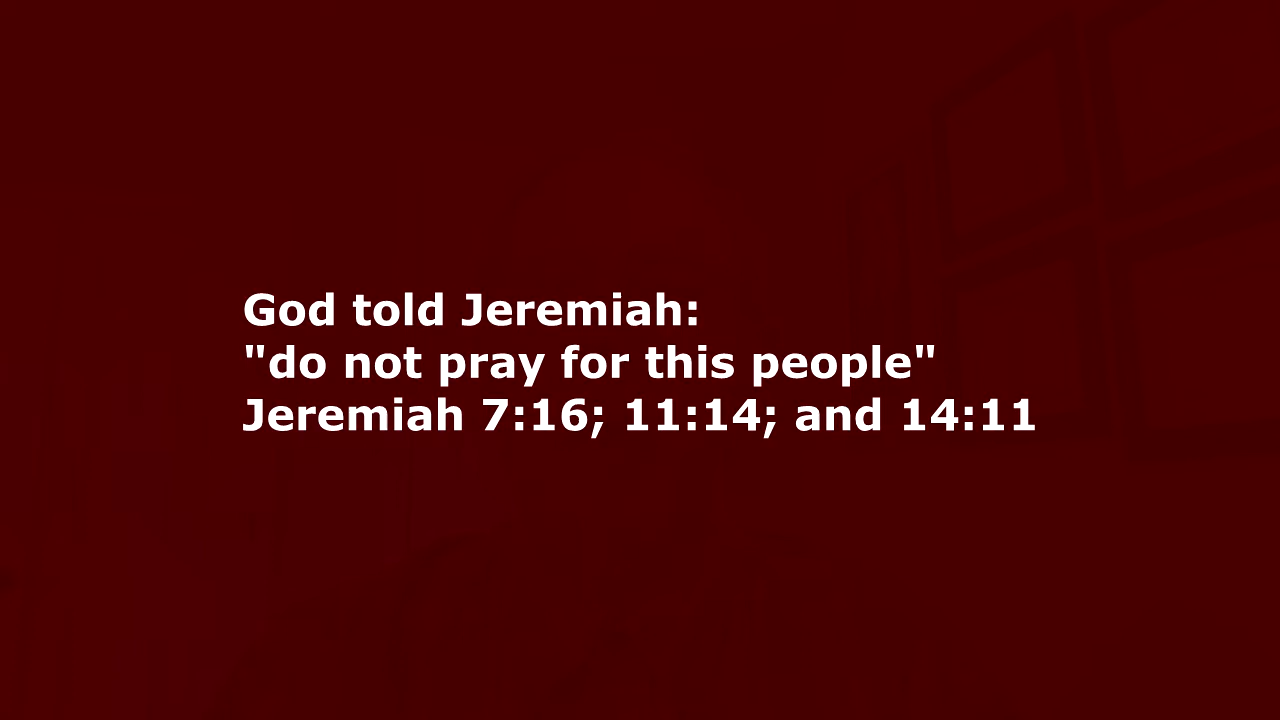 God told Jeremiah:
"do not pray for this people"
Jeremiah 7:16; 11:14; and 14:11